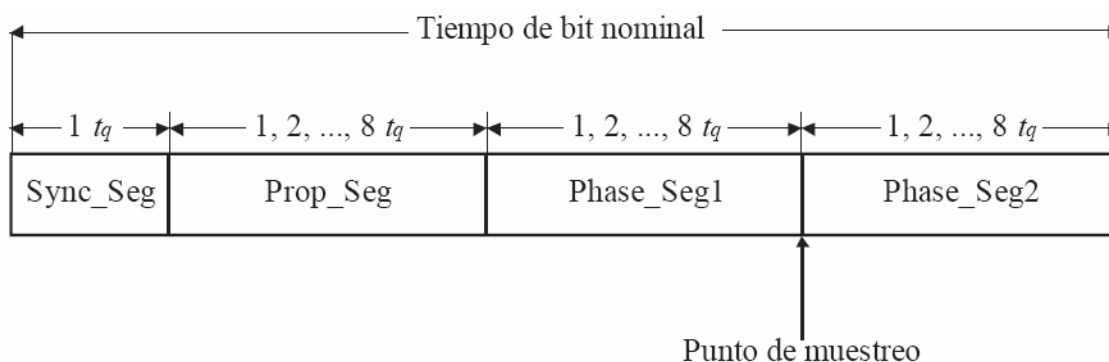 Tiempo de bit nominal
1 tq 1, 2, ..., 8 tq 1, 2, ..., 8 tq 1, 2, ..., 8 tq
Sync_Seg Prop_Seg Phase_Seg1 Phase_Seg2
Punto de muestreo